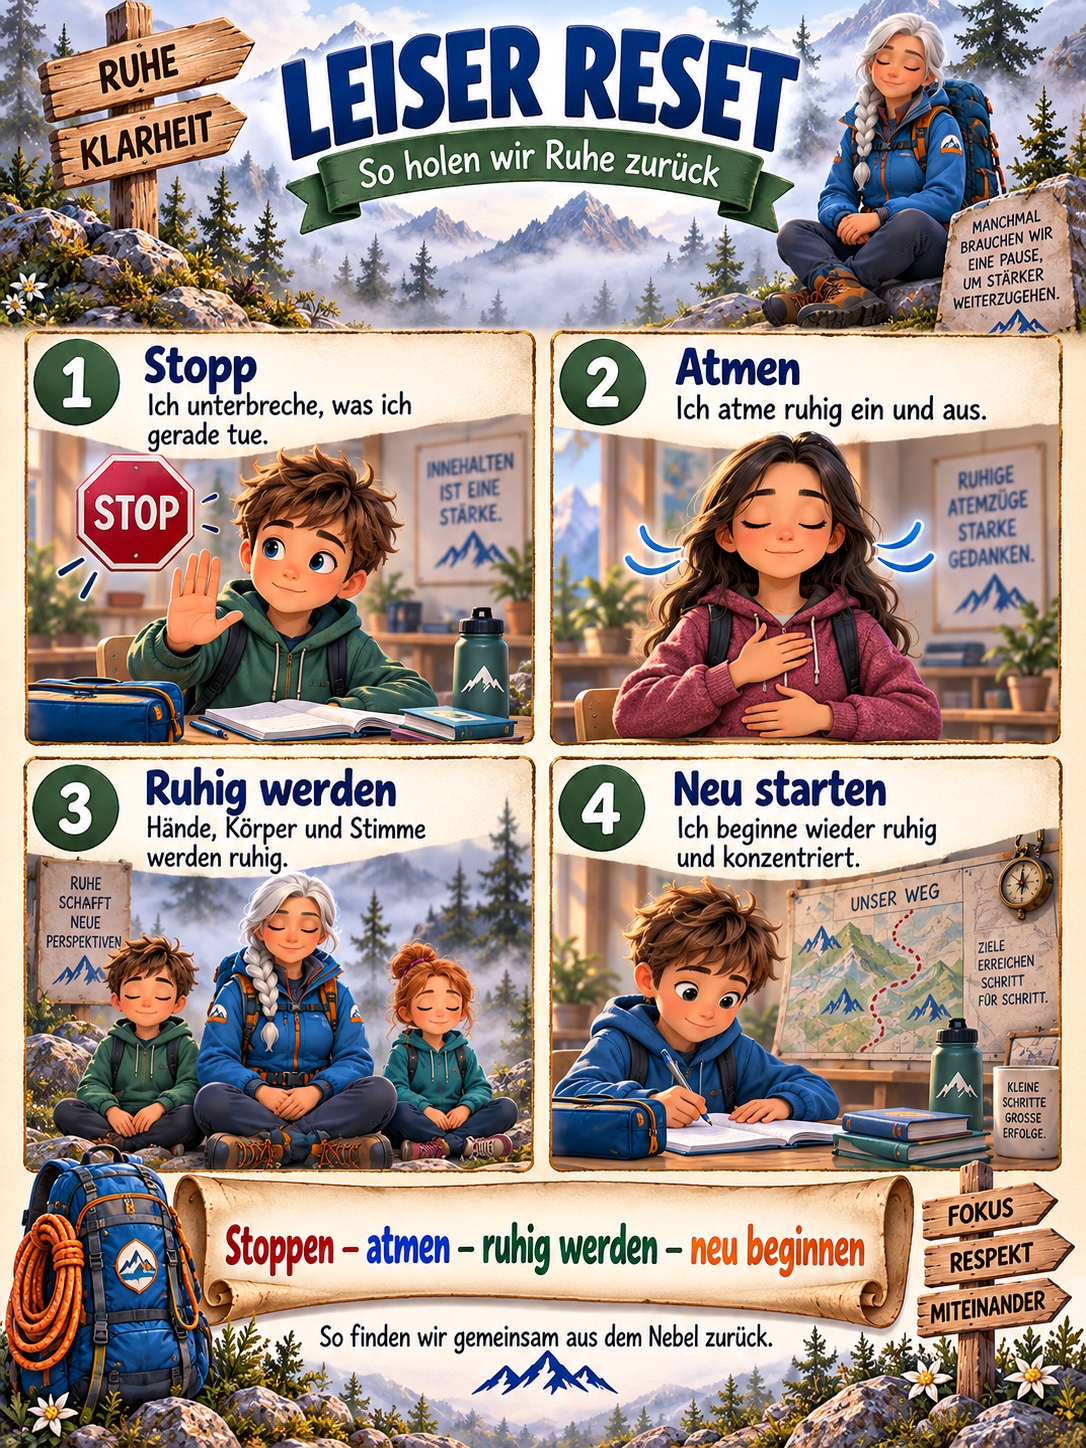 RUHE
KLARHEIT
LEISER RESET
So holen wir Ruhe zurück
MANCHMAL
BRAUCHEN WIR
EINE PAUSE,
UM STÄRKER
WEITERZUGEHEN.
1
Stopp
Ich unterbreche, was ich
gerade tue.
STOP
INNEHALTEN
IST EINE
STÄRKE.
2
Atmen
Ich atme ruhig ein und aus.
RUHIGE
ATEMZÜGE
STARKE
GEDANKEN.
3
Ruhig werden
Hände, Körper und Stimme
werden ruhig.
RUHE
SCHAFFT
NEUE
PERSPEKTIVEN
4
Neu starten
Ich beginne wieder ruhig
und konzentriert.
UNSER WEG
ZIELE
ERREICHEN
SCHRITT
FÜR SCHRITT.
KLEINE
SCHRITTE
GROSSE
ERFOLGE.
Stoppen – atmen – ruhig werden – neu beginnen
So finden wir gemeinsam aus dem Nebel zurück.
FOKUS
RESPEKT
MITEINANDER